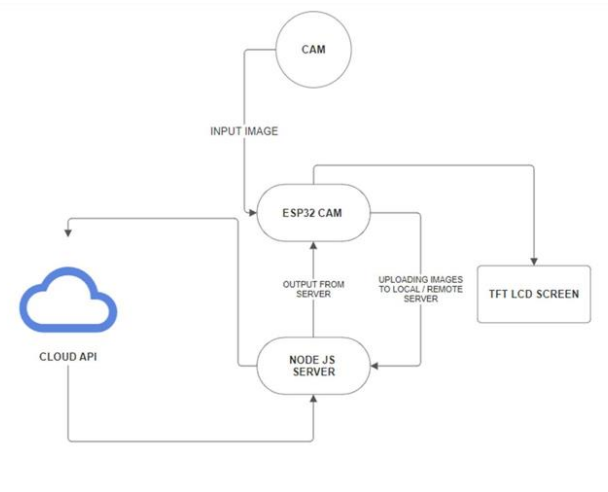 CAM
INPUT IMAGE
ESP32 CAM
OUTPUT FROM
SERVER
UPLOADING IMAGES
TO LOCAL / REMOTE
SERVER
TFT LCD SCREEN
CLOUD API
NODE JS
SERVER